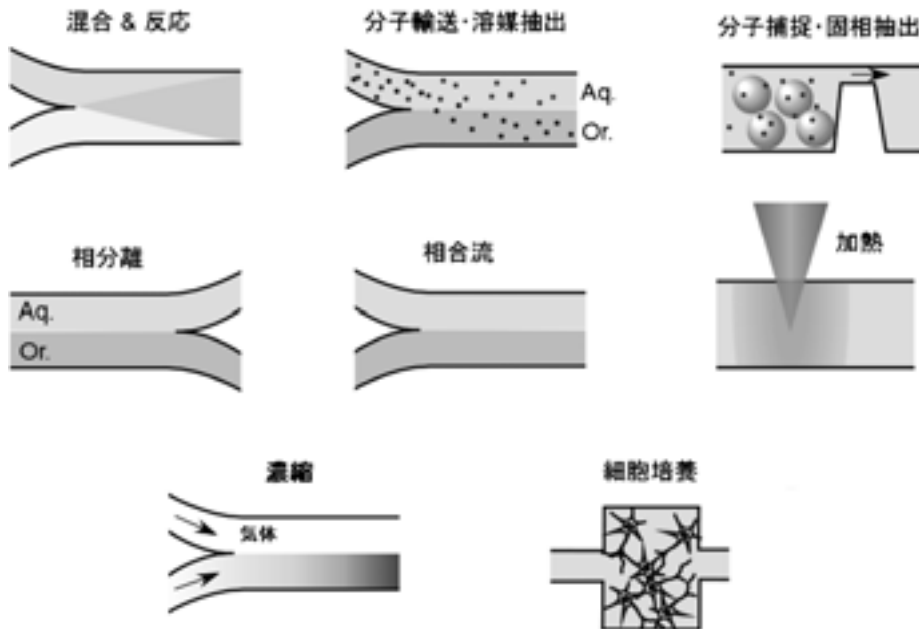 混合 & 反応
分子輸送・溶媒抽出
分子捕捉・固相抽出
Aq.
Or.
相分離
相合流
加熱
Aq.
Or.
濃縮
細胞培養
気体